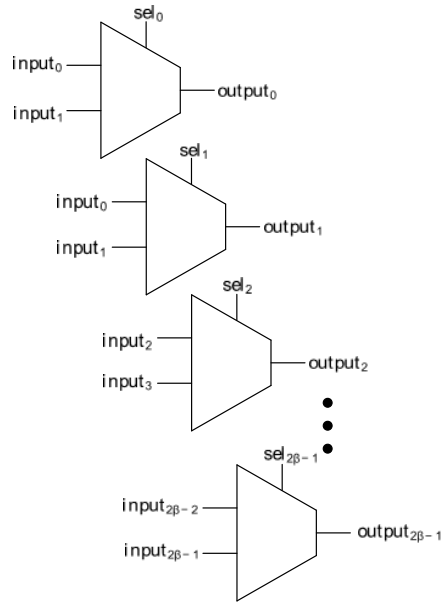 sel₀
input₀
output₀
input₁
sel₁
input₀
output₁
input₁
sel₂
input₂
output₂
input₃
sel₂ᵦ₋₁
input₂ᵦ₋₂
output₂ᵦ₋₁
input₂ᵦ₋₁